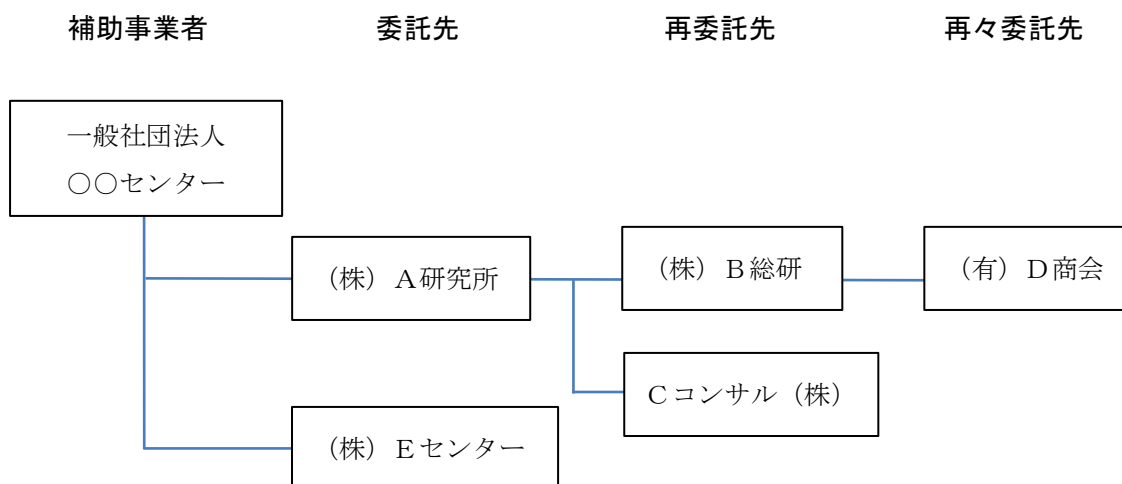 補助事業者
委託先
再委託先
再々委託先
一般社団法人
○○センター
（株）Ａ研究所
（株）Ｂ総研
（有）Ｄ商会
Ｃコンサル（株）
（株）Ｅセンター